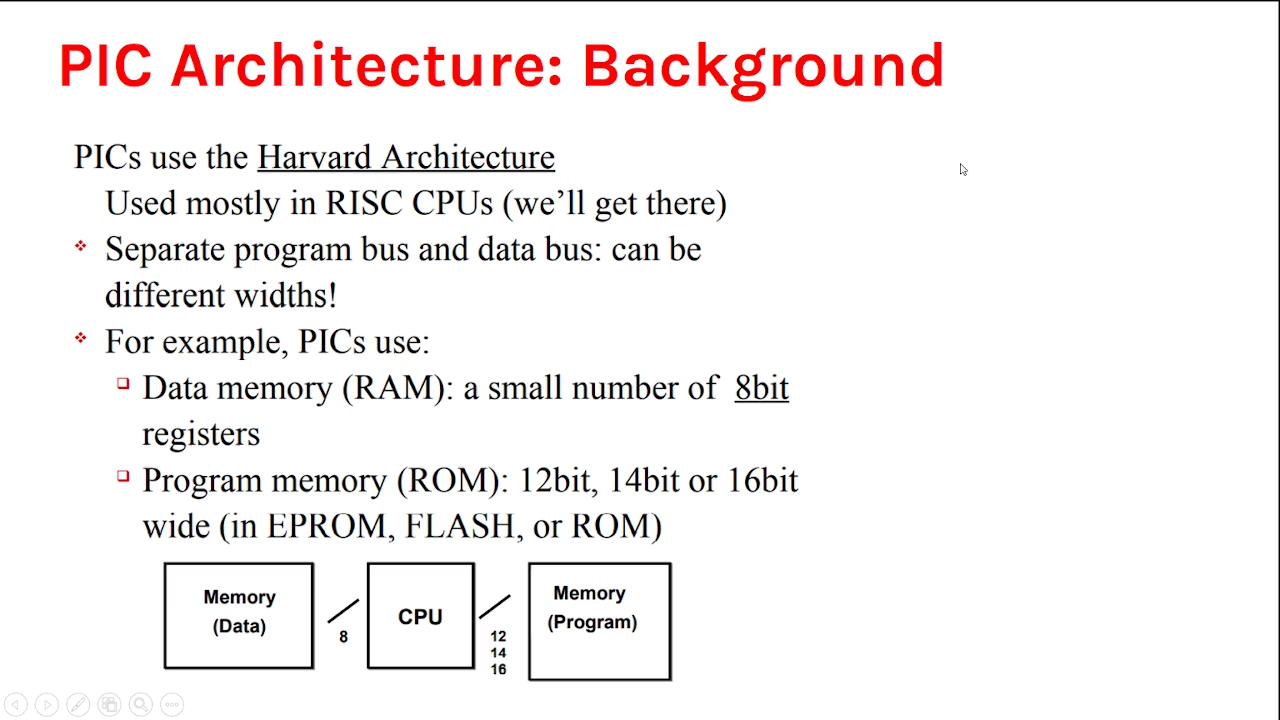 PIC Architecture: Background
PICs use the Harvard Architecture
Used mostly in RISC CPUs (we’ll get there)
Separate program bus and data bus: can be
different widths!
For example, PICs use:
Data memory (RAM): a small number of 8bit
registers
Program memory (ROM): 12bit, 14bit or 16bit
wide (in EPROM, FLASH, or ROM)
Memory
(Data)
8
CPU
12
14
16
Memory
(Program)